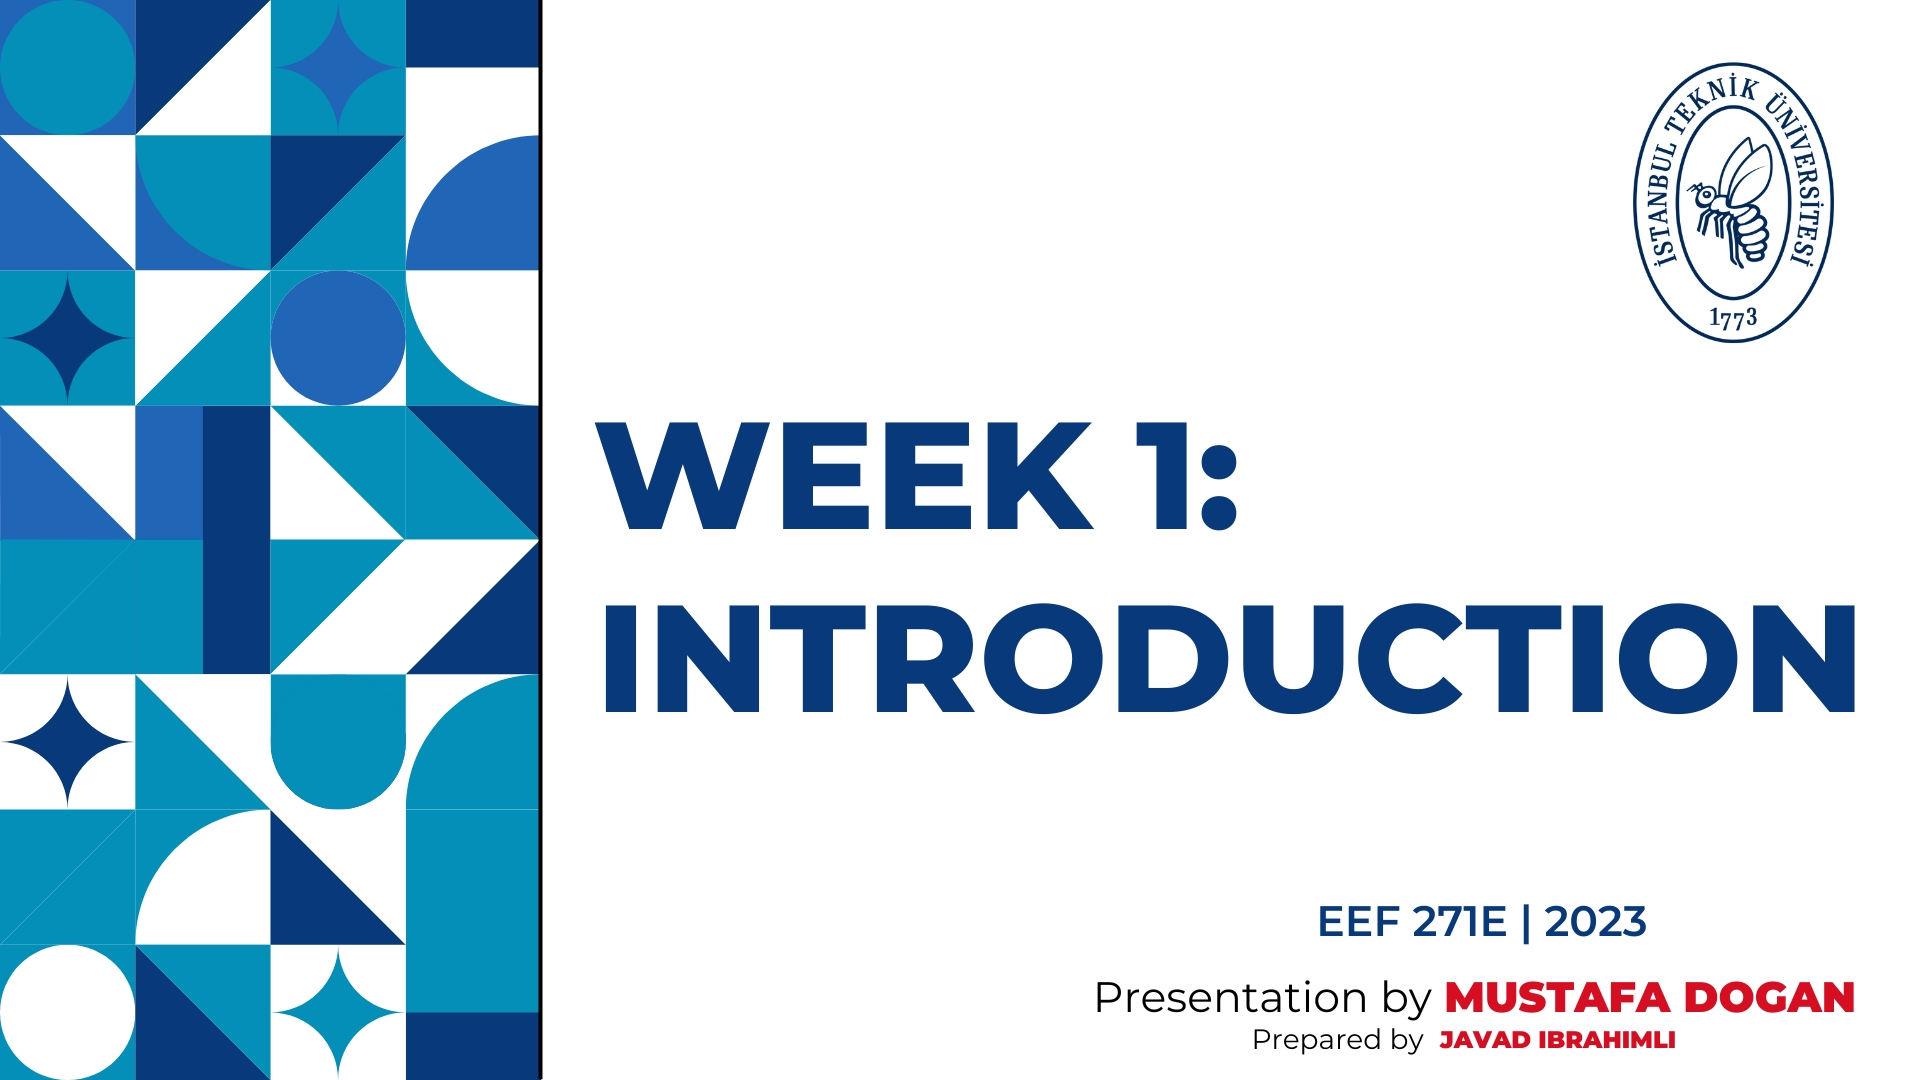 İSTANBUL TEKNİK ÜNİVERSİTESİ
1773
WEEK 1:
INTRODUCTION
EEF 271E | 2023
Presentation by MUSTAFA DOGAN
Prepared by JAVAD IBRAHIMLI